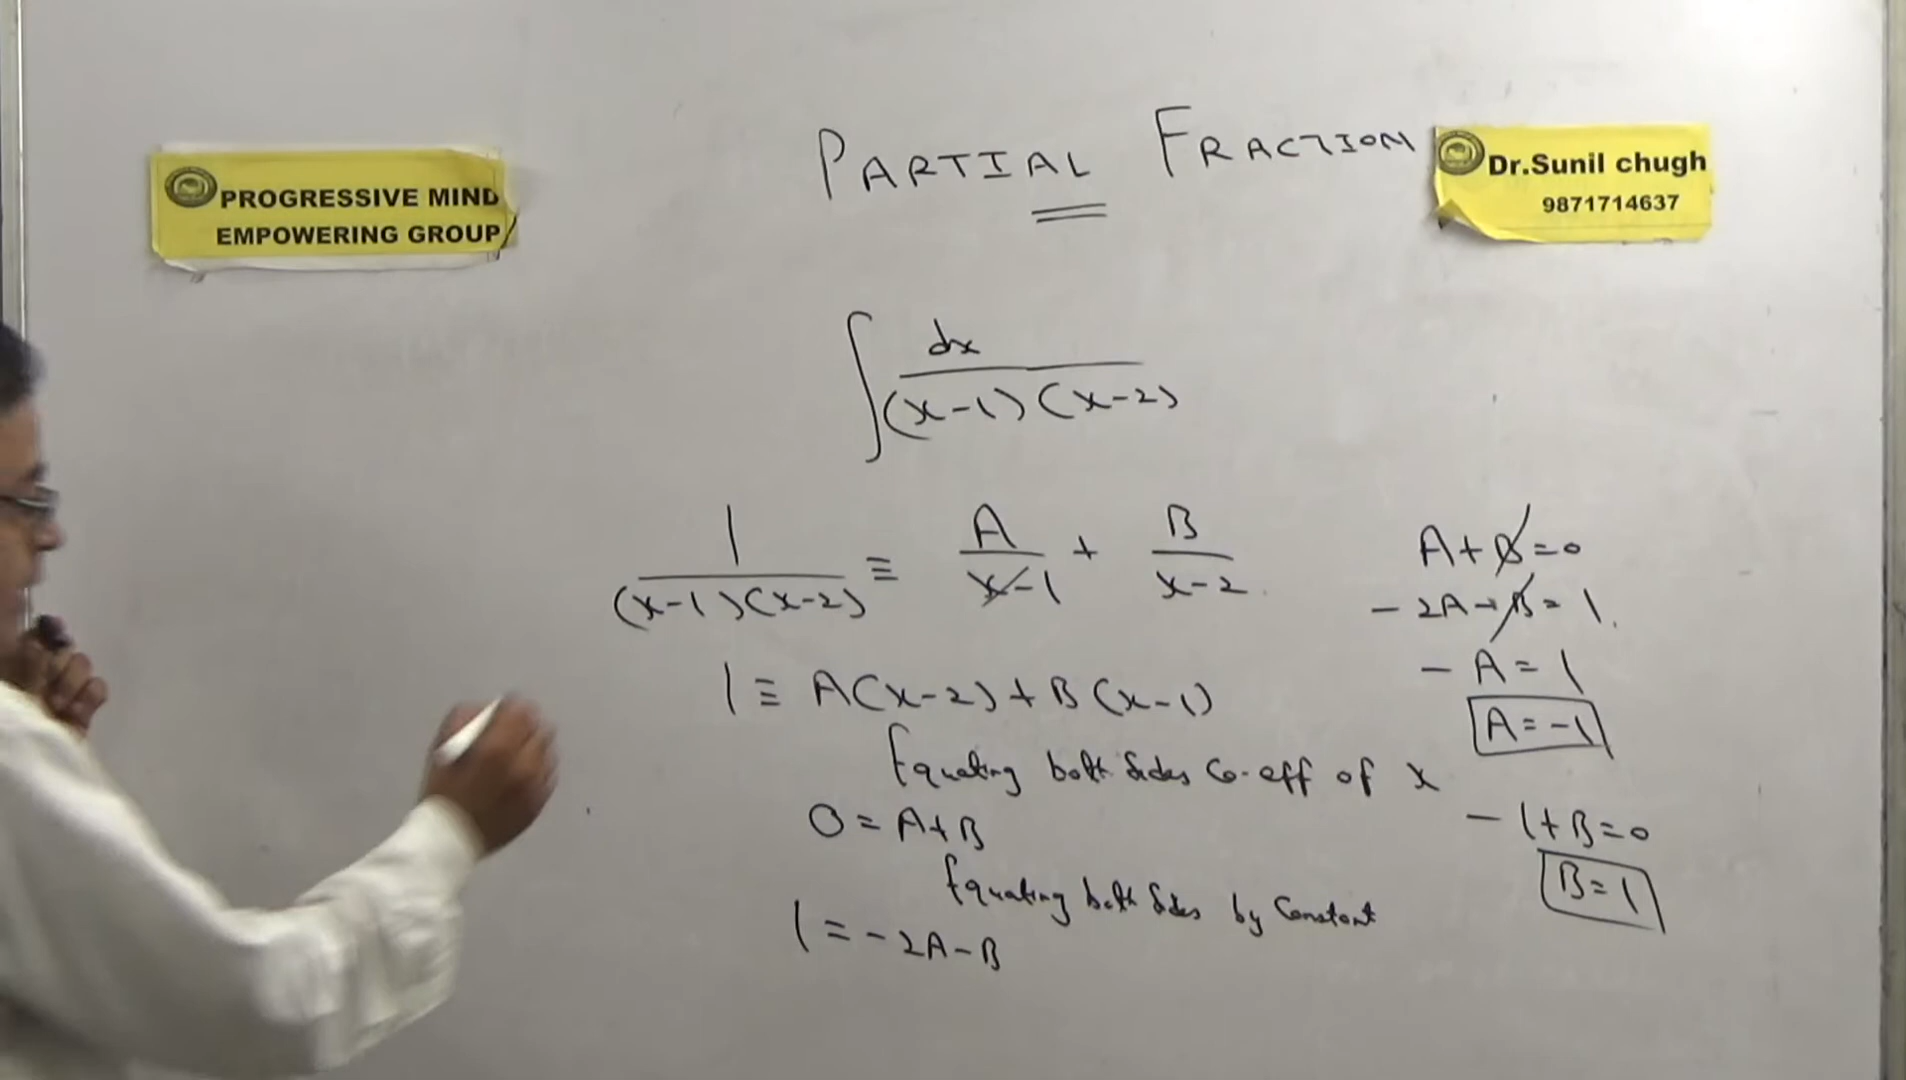 PARTIAL FRACTION
PROGRESSIVE MIND
EMPOWERING GROUP
Dr.Sunil chugh
9871714637
∫ dx / (x-1)(x-2)
1 / (x-1)(x-2) ≡ A / x-1 + B / x-2
1 ≡ A(x-2)+B(x-1)
Equating both sides Co-eff of x
0 = A+B
Equating both sides by Constant
1 = -2A-B
A+B=0
-2A-B=1
-A=1
A=-1
-1+B=0
B=1